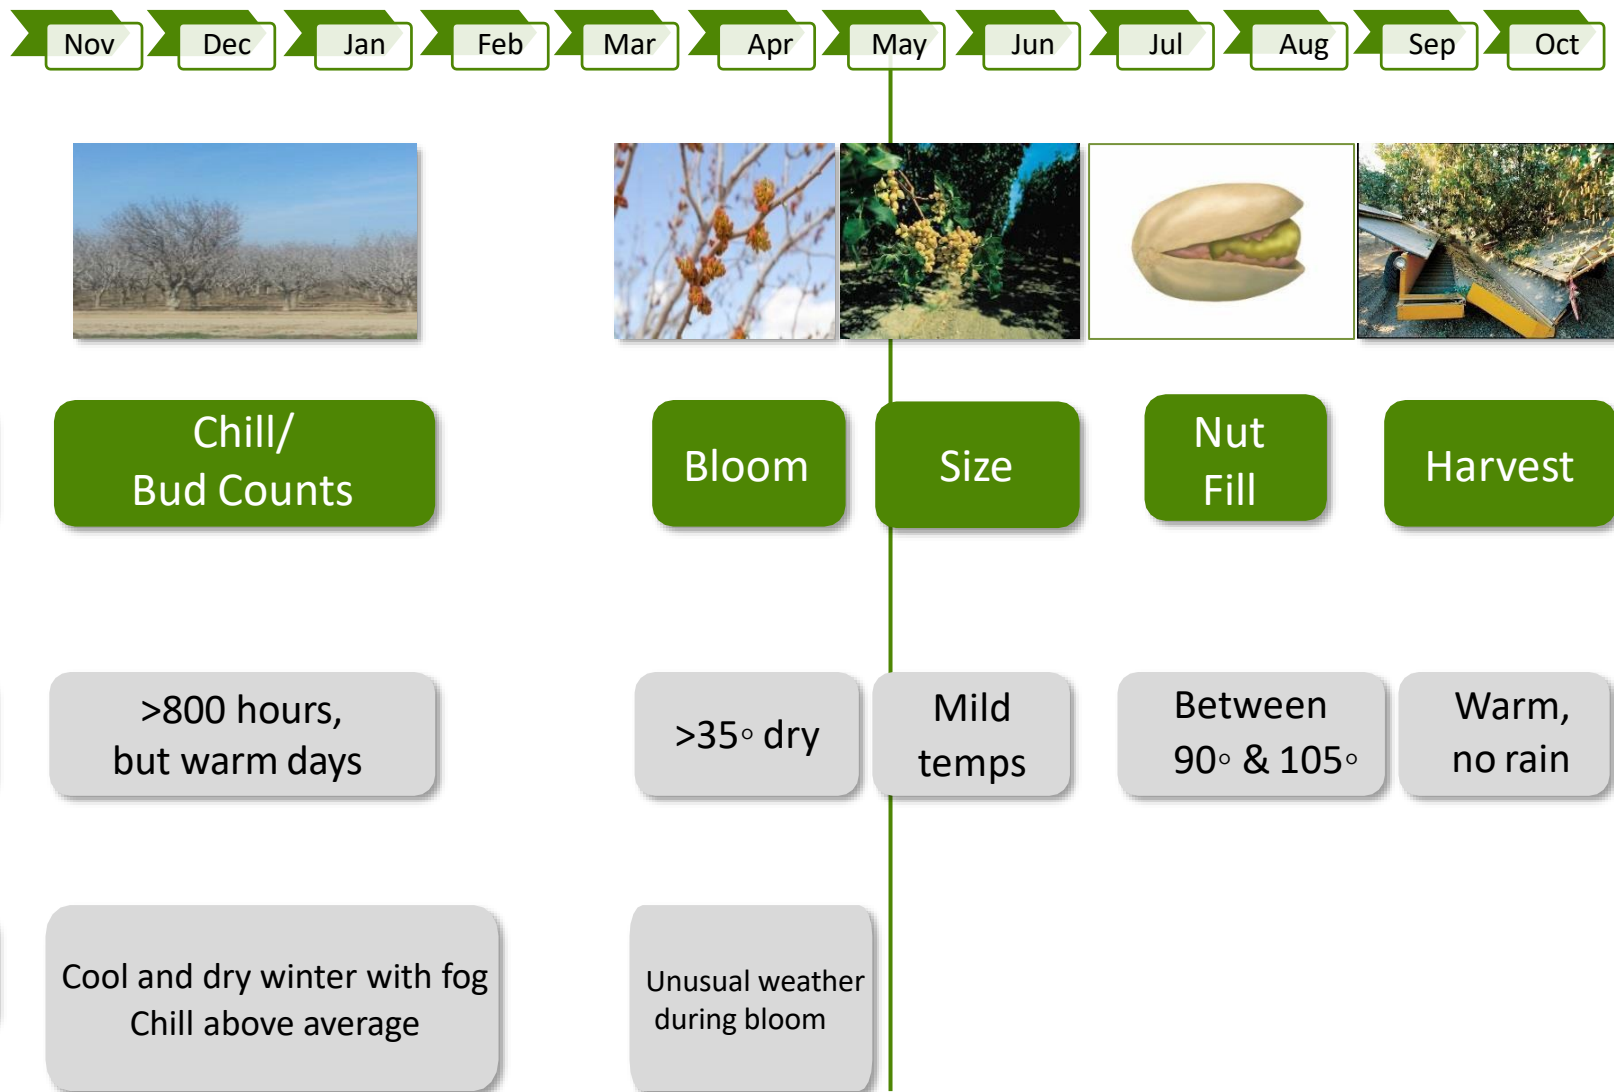 Nov Dec Jan Feb Mar Apr May Jun Jul Aug Sep Oct
Chill/
Bud Counts
Bloom
Size
Nut
Fill
Harvest
>800 hours,
but warm days
>35◦ dry
Mild
temps
Between
90◦ & 105◦
Warm,
no rain
Cool and dry winter with fog
Chill above average
Unusual weather
during bloom